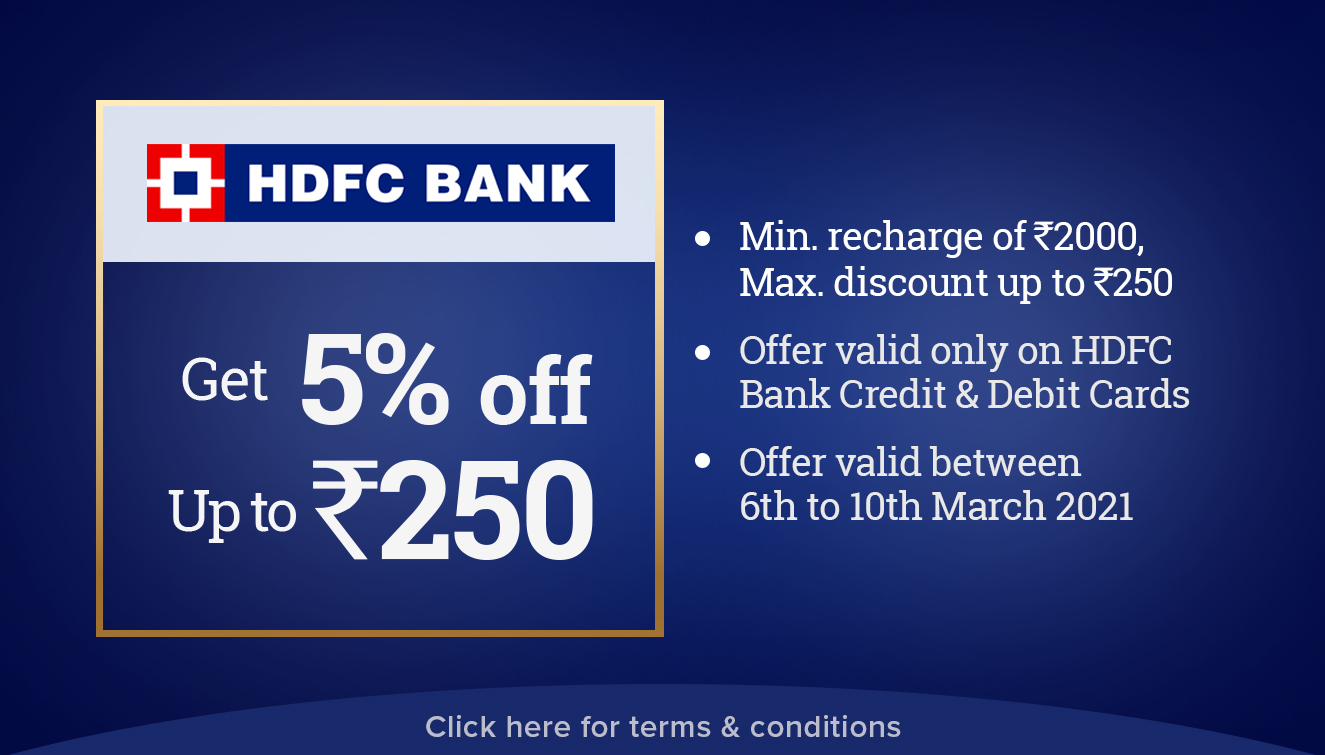 HDFC BANK
Get 5% off
Up to ₹250
• Min. recharge of ₹2000,
Max. discount up to ₹250
• Offer valid only on HDFC
Bank Credit & Debit Cards
• Offer valid between
6th to 10th March 2021
Click here for terms & conditions